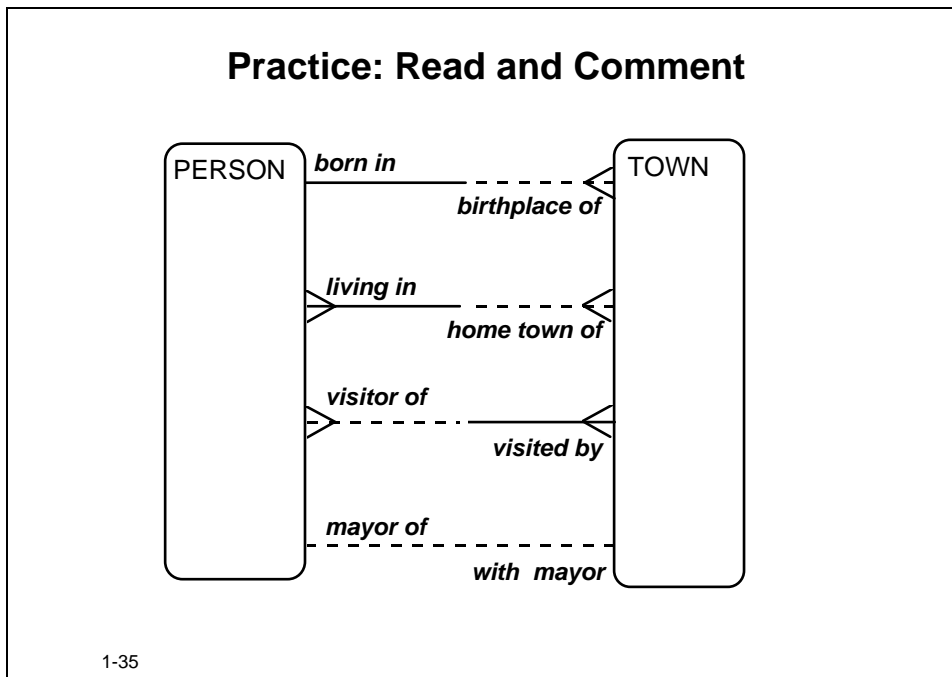 Practice: Read and Comment
PERSON
born in
TOWN
birthplace of
living in
home town of
visitor of
visited by
mayor of
with mayor
1-35